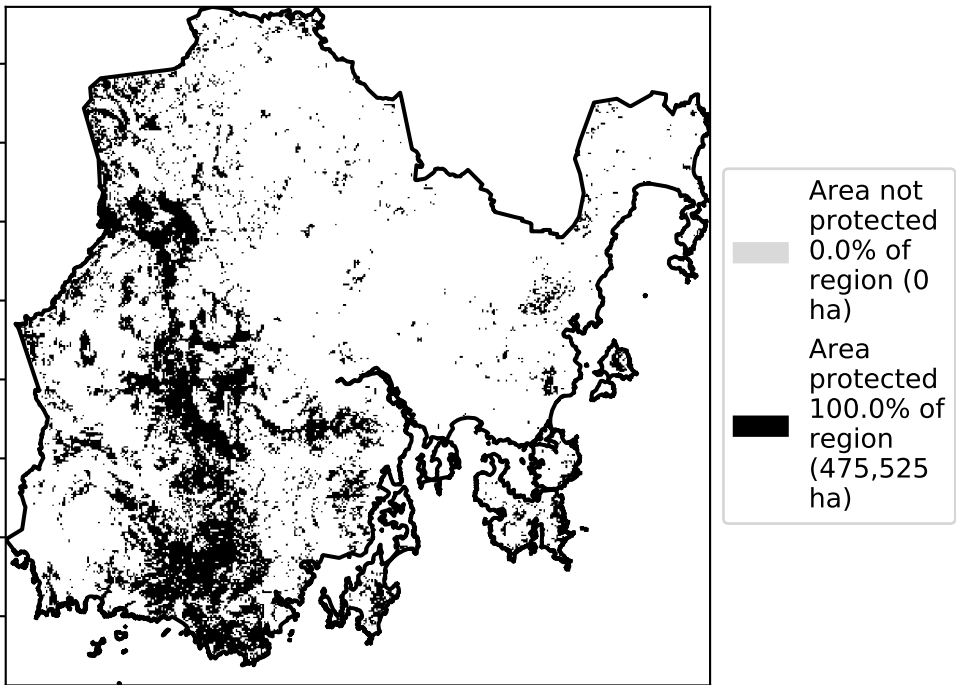 Area not
protected
0.0% of
region (0
ha)
Area
protected
100.0% of
region
(475,525
ha)